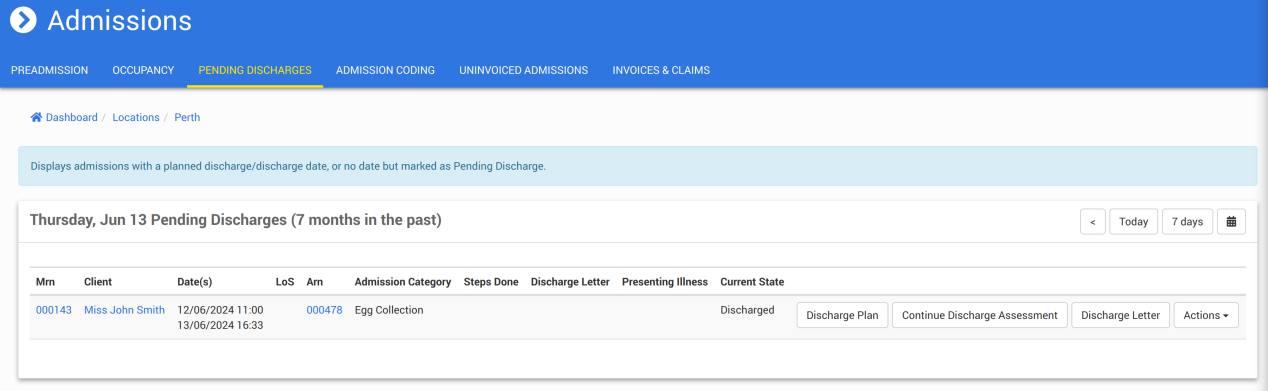 Admissions
PREADMISSION OCCUPANCY PENDING DISCHARGES ADMISSION CODING UNINVOICED ADMISSIONS INVOICES & CLAIMS
Dashboard / Locations / Perth
Displays admissions with a planned discharge/discharge date, or no date but marked as Pending Discharge.
Thursday, Jun 13 Pending Discharges (7 months in the past) < Today 7 days
Mrn Client Date(s) LoS Arn Admission Category Steps Done Discharge Letter Presenting Illness Current State
000143 Miss John Smith 12/06/2024 11:00 000478 Egg Collection Discharged Discharge Plan Continue Discharge Assessment Discharge Letter Actions
13/06/2024 16:33